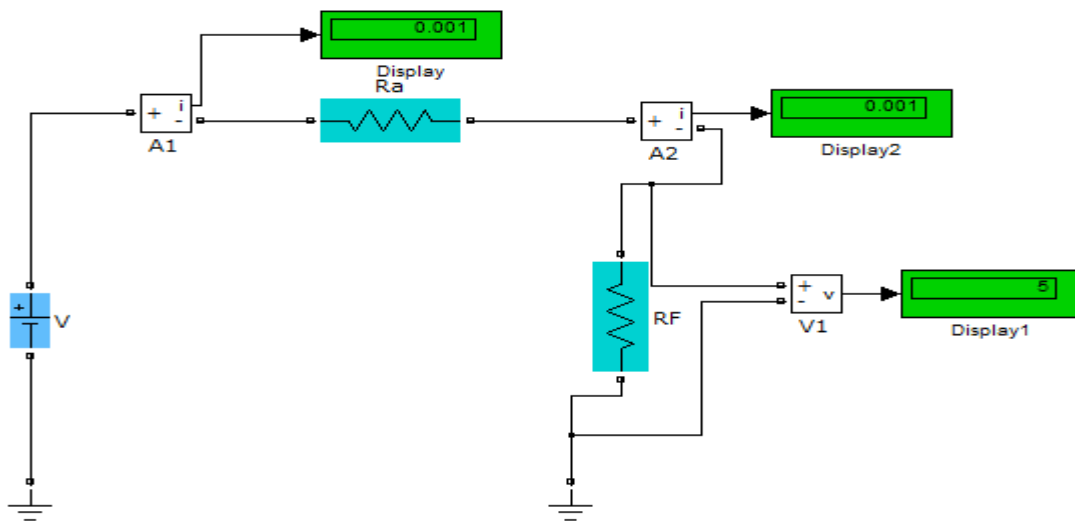 0.001
Display
Ra
+ i -
A1
+ i -
A2
0.001
Display2
+
V
RF
+ - v
V1
5
Display1